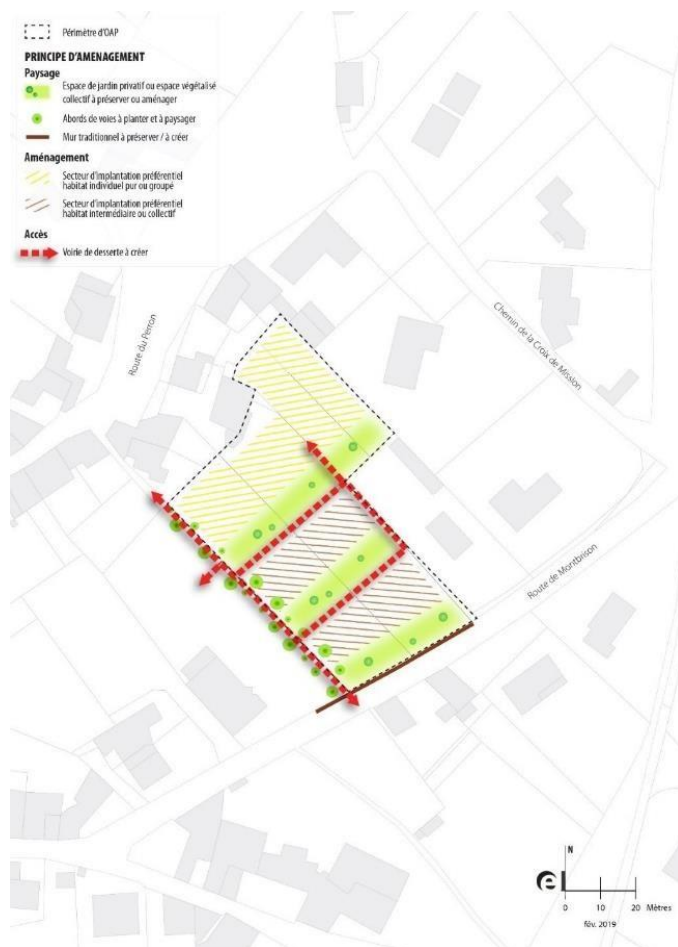 Périmètre d'OAP
PRINCIPE D'AMENAGEMENT
Paysage
Espace de jardin privatif ou espace végétalisé
collectif à préserver ou aménager
Abords de voies à planter et à paysager
Mur traditionnel à préserver / à créer
Aménagement
Secteur d'implantation préférentiel
habitat individuel pur ou groupé
Secteur d'implantation préférentiel
habitat intermédiaire ou collectif
Accès
Voirie de desserte à créer
Route du Perron
Chemin de la Croix de Mission
Route de Montbrison
N
el
0 10 20 Mètres
fév. 2019